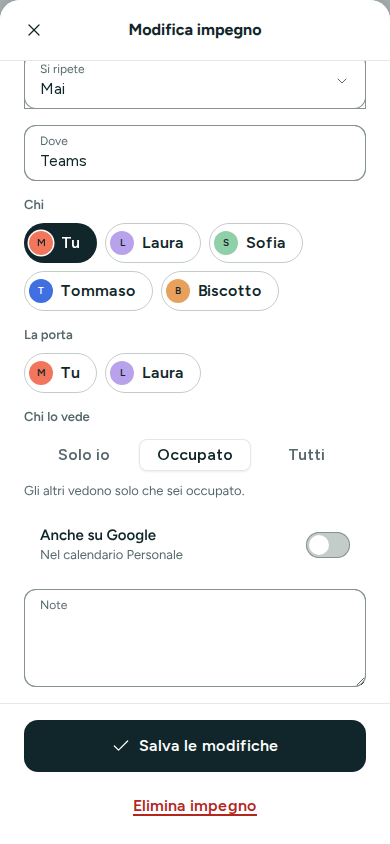 Modifica impegno
Si ripete
Mai
Dove
Teams
Chi
M Tu
L Laura
S Sofia
T Tommaso
B Biscotto
La porta
M Tu
L Laura
Chi lo vede
Solo io
Occupato
Tutti
Gli altri vedono solo che sei occupato.
Anche su Google
Nel calendario Personale
Note
Salva le modifiche
Elimina impegno